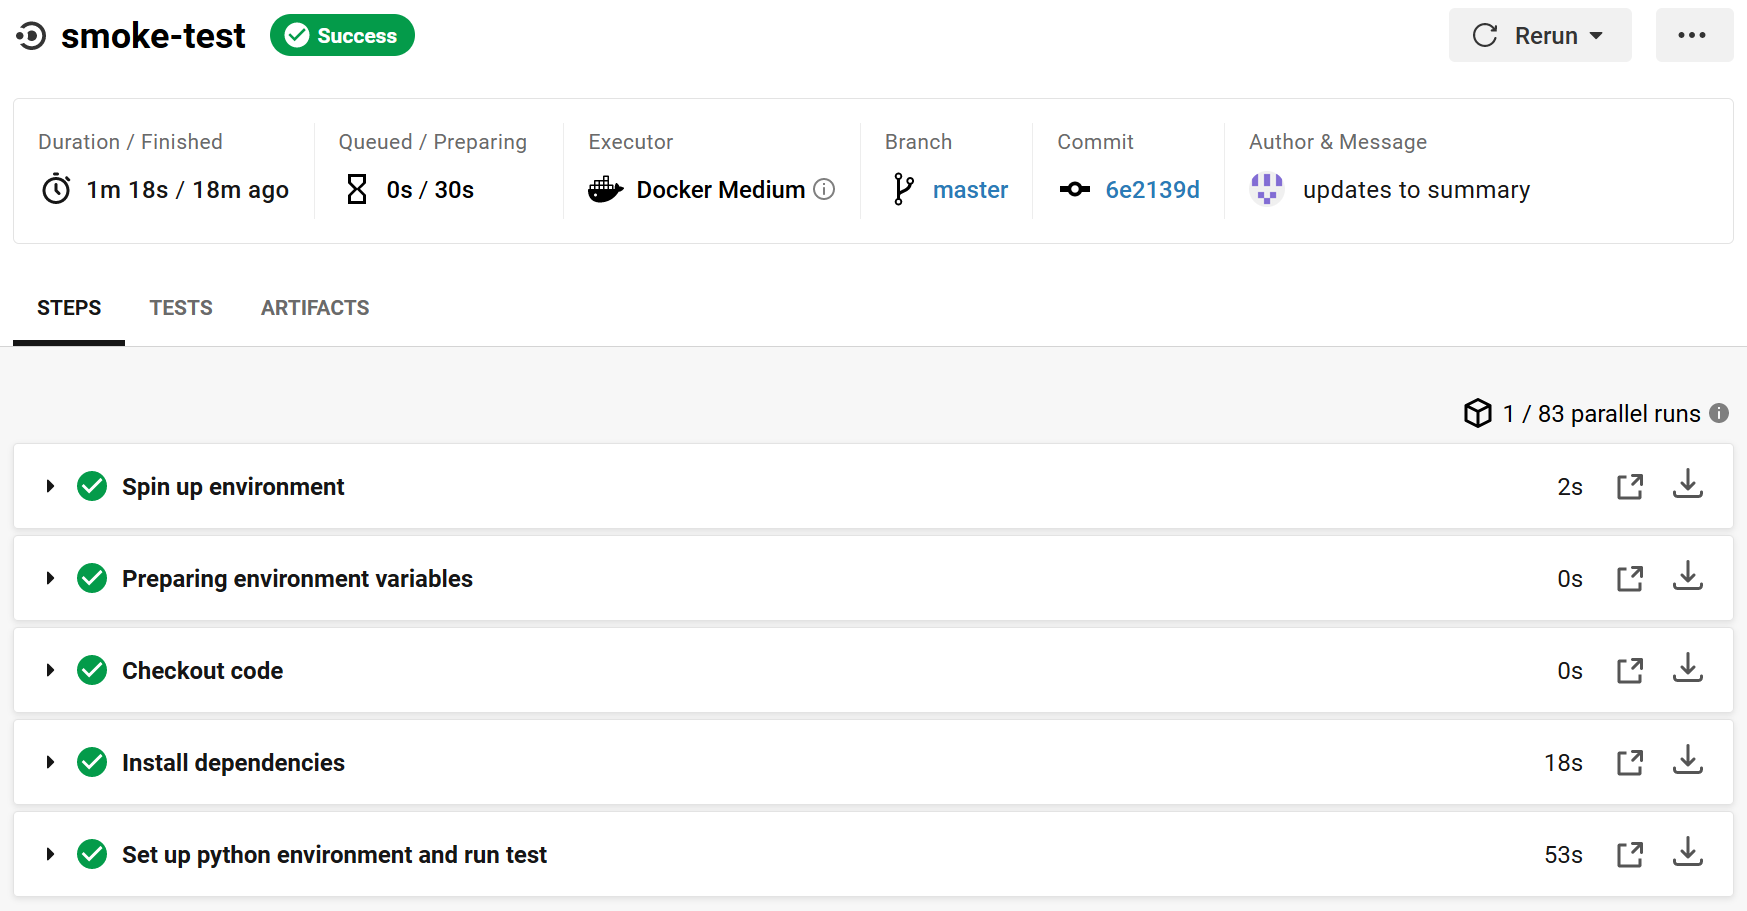 smoke-test Success Rerun
Duration / Finished Queued / Preparing Executor Branch Commit Author & Message
1m 18s / 18m ago 0s / 30s Docker Medium master 6e2139d updates to summary
STEPS TESTS ARTIFACTS
1 / 83 parallel runs
Spin up environment 2s
Preparing environment variables 0s
Checkout code 0s
Install dependencies 18s
Set up python environment and run test 53s